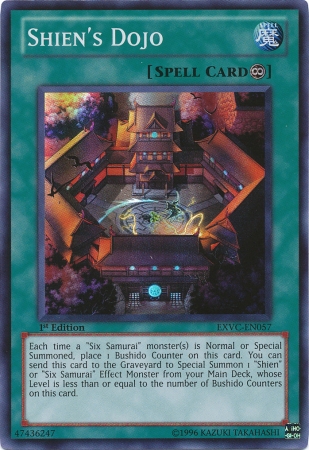 SHIEN'S DOJO
魔
[SPELL CARD]
1st Edition
EXVC-EN057
Each time a "Six Samurai" monster(s) is Normal or Special
Summoned, place 1 Bushido Counter on this card. You can
send this card to the Graveyard to Special Summon 1 "Shien"
or "Six Samurai" Effect Monster from your Main Deck, whose
Level is less than or equal to the number of Bushido Counters
on this card.
47436247
©1996 KAZUKI TAKAHASHI